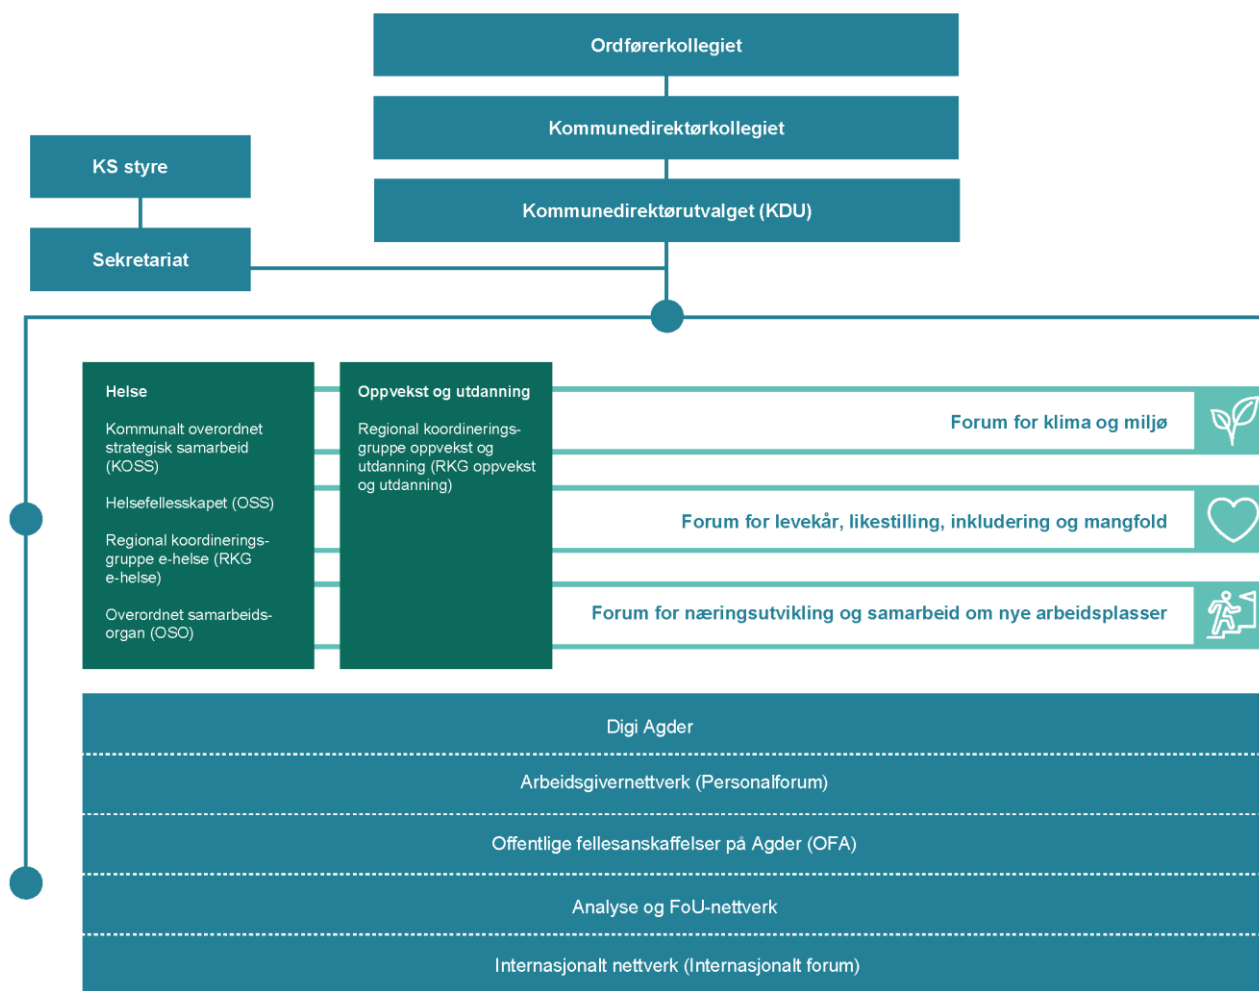 Ordførerkollegiet
Kommunedirektørkollegiet
KS styre
Kommunedirektørutvalget (KDU)
Sekretariat
Helse
Kommunalt overordnet
strategisk samarbeid
(KOSS)
Helsefellesskapet (OSS)
Regional koordinerings-
gruppe e-helse (RKG
e-helse)
Overordnet samarbeids-
organ (OSO)
Oppvekst og utdanning
Regional koordinerings-
gruppe oppvekst og
utdanning (RKG oppvekst
og utdanning)
Forum for klima og miljø
Forum for levekår, likestilling, inkludering og mangfold
Forum for næringsutvikling og samarbeid om nye arbeidsplasser
Digi Agder
Arbeidsgivernettverk (Personalforum)
Offentlige fellesanskaffelser på Agder (OFA)
Analyse og FoU-nettverk
Internasjonalt nettverk (Internasjonalt forum)